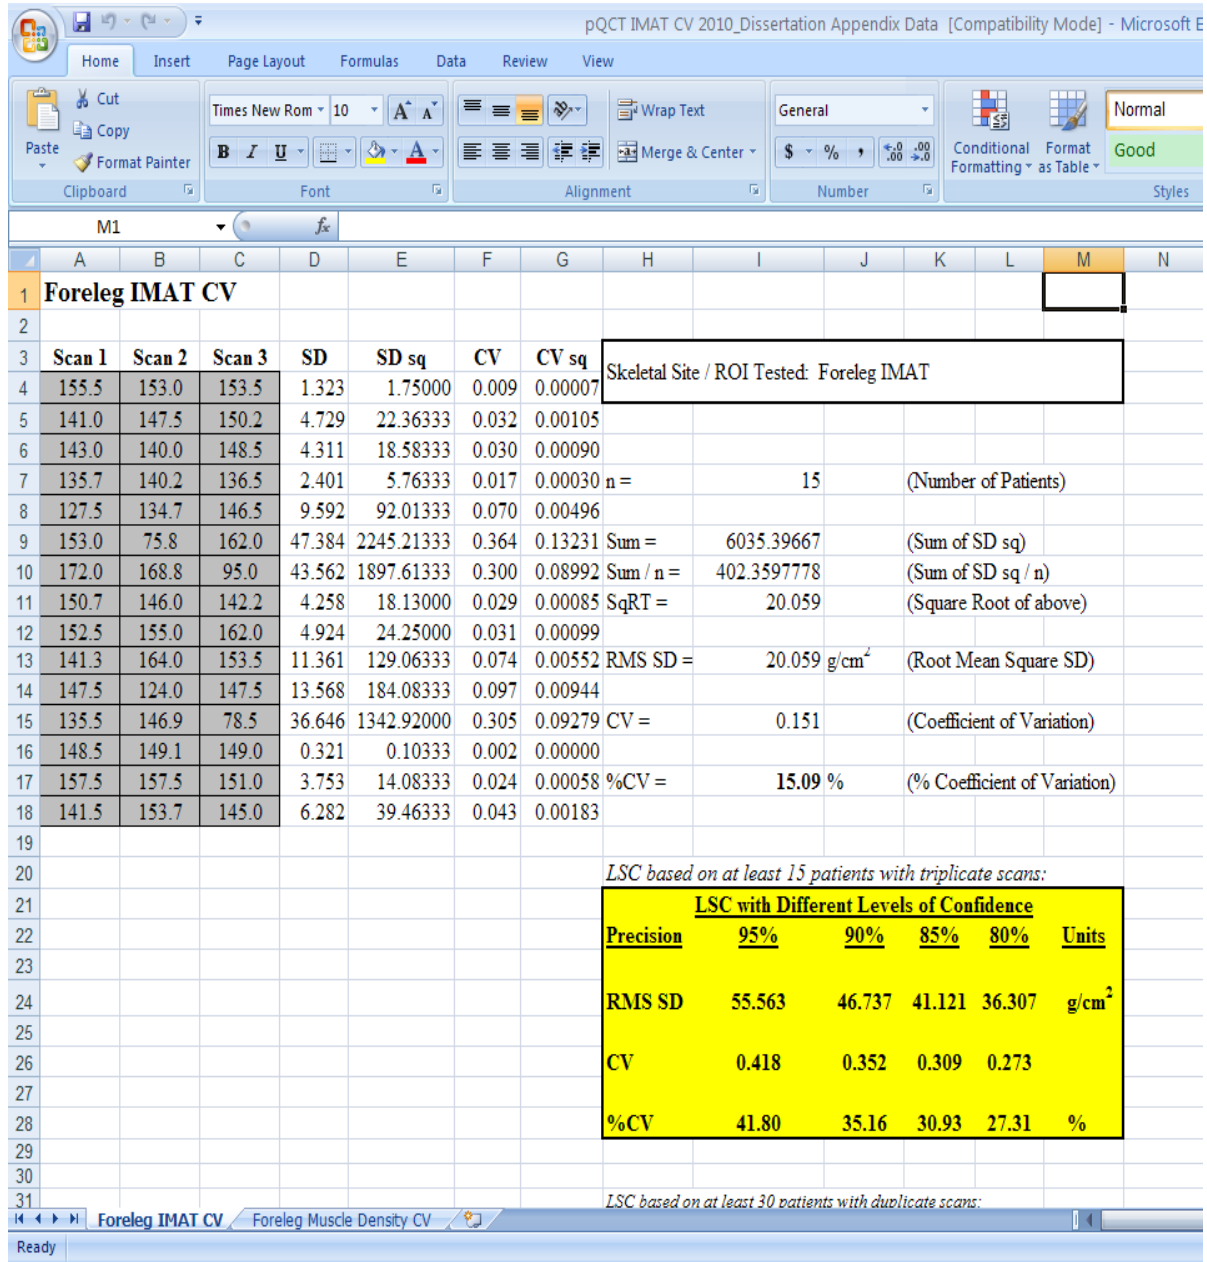 pQCT IMAT CV 2010_Dissertation Appendix Data [Compatibility Mode] - Microsoft E
Home Insert Page Layout Formulas Data Review View
Cut
Copy
Paste
Format Painter
Times New Rom 10 A A
B I U A
Wrap Text
Merge & Center
General
$ % , .0 .00 .00 .0
Conditional Formatting
Format as Table
Normal
Good
Clipboard Font Alignment Number Styles
M1 fx
A B C D E F G H I J K L M N
1 Foreleg IMAT CV
2
3 Scan 1 Scan 2 Scan 3 SD SD sq CV CV sq
Skeletal Site / ROI Tested: Foreleg IMAT
4 155.5 153.0 153.5 1.323 1.75000 0.009 0.00007
5 141.0 147.5 150.2 4.729 22.36333 0.032 0.00105
6 143.0 140.0 148.5 4.311 18.58333 0.030 0.00090
7 135.7 140.2 136.5 2.401 5.76333 0.017 0.00030 n = 15 (Number of Patients)
8 127.5 134.7 146.5 9.592 92.01333 0.070 0.00496
9 153.0 75.8 162.0 47.384 2245.21333 0.364 0.13231 Sum = 6035.39667 (Sum of SD sq)
10 172.0 168.8 95.0 43.562 1897.61333 0.300 0.08992 Sum / n = 402.3597778 (Sum of SD sq / n)
11 150.7 146.0 142.2 4.258 18.13000 0.029 0.00085 SqRT = 20.059 (Square Root of above)
12 152.5 155.0 162.0 4.924 24.25000 0.031 0.00099
13 141.3 164.0 153.5 11.361 129.06333 0.074 0.00552 RMS SD = 20.059 g/cm² (Root Mean Square SD)
14 147.5 124.0 147.5 13.568 184.08333 0.097 0.00944
15 135.5 146.9 78.5 36.646 1342.92000 0.305 0.09279 CV = 0.151 (Coefficient of Variation)
16 148.5 149.1 149.0 0.321 0.10333 0.002 0.00000
17 157.5 157.5 151.0 3.753 14.08333 0.024 0.00058 %CV = 15.09 % (% Coefficient of Variation)
18 141.5 153.7 145.0 6.282 39.46333 0.043 0.00183
19
20 LSC based on at least 15 patients with triplicate scans:
21 LSC with Different Levels of Confidence
22 Precision 95% 90% 85% 80% Units
23
24 RMS SD 55.563 46.737 41.121 36.307 g/cm²
25
26 CV 0.418 0.352 0.309 0.273
27
28 %CV 41.80 35.16 30.93 27.31 %
29
30
31 LSC based on at least 30 patients with duplicate scans:
Foreleg IMAT CV Foreleg Muscle Density CV
Ready